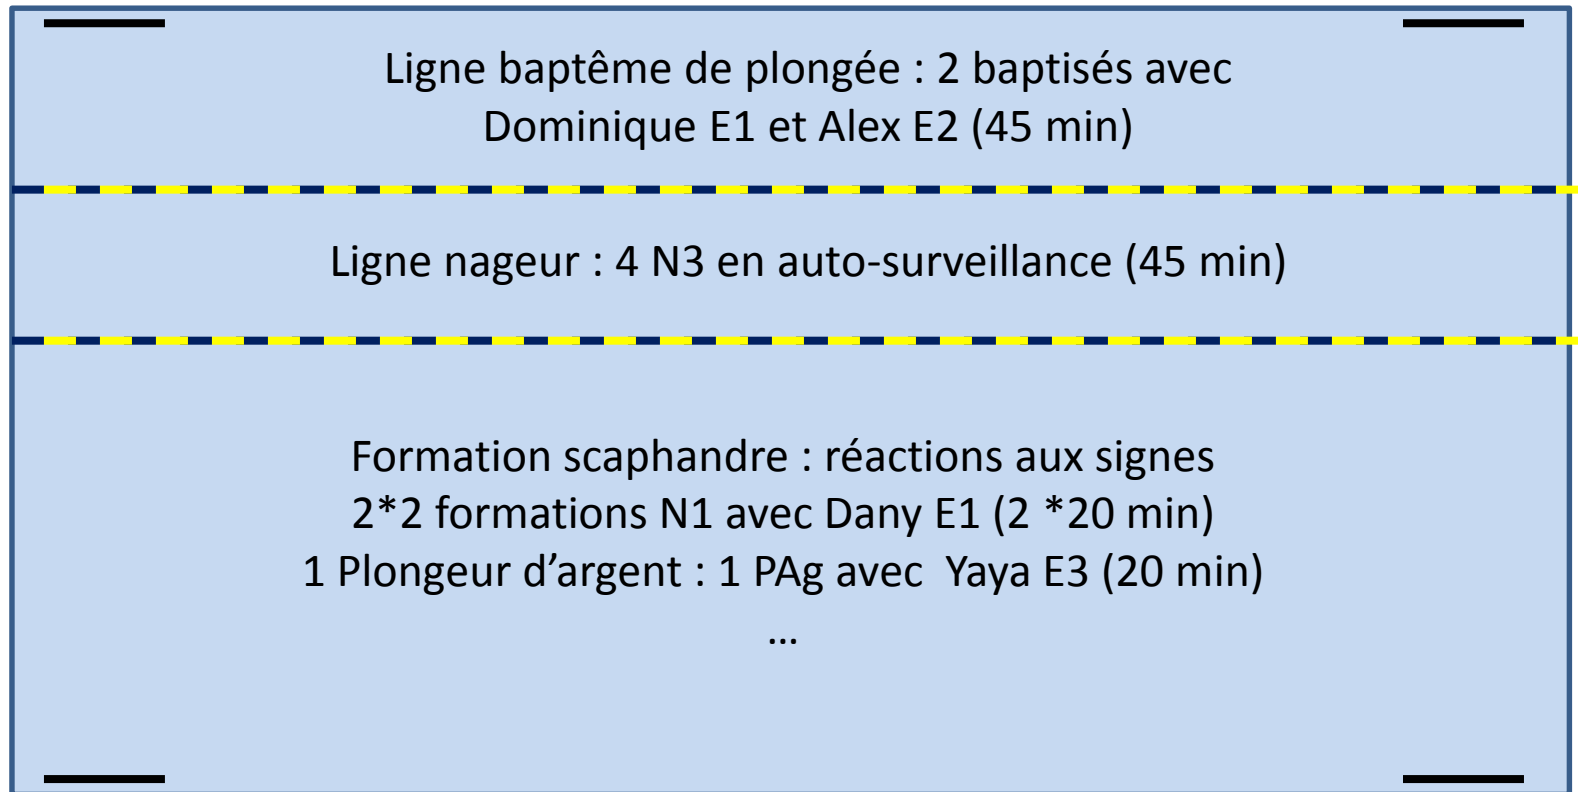 Ligne baptême de plongée : 2 baptisés avec
Dominique E1 et Alex E2 (45 min)
Ligne nageur : 4 N3 en auto-surveillance (45 min)
Formation scaphandre : réactions aux signes
2*2 formations N1 avec Dany E1 (2 *20 min)
1 Plongeur d’argent : 1 PAg avec  Yaya E3 (20 min)
…